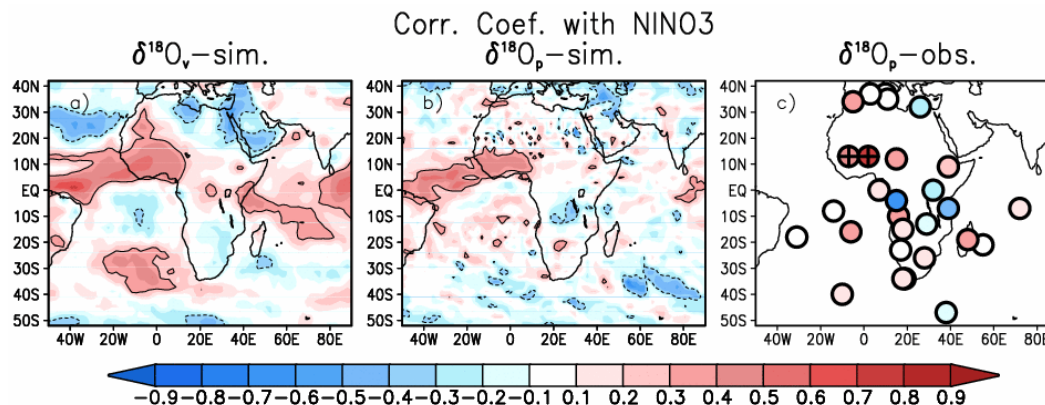 Corr. Coef. with NINO3
δ¹⁸Oᵥ−sim. δ¹⁸Oₚ−sim. δ¹⁸Oₚ−obs.
a) b) c)
40N 40N 40N
30N 30N 30N
20N 20N 20N
10N 10N 10N
EQ EQ EQ
10S 10S 10S
20S 20S 20S
30S 30S 30S
40S 40S 40S
50S 50S 50S
40W 20W 0 20E 40E 60E 80E 40W 20W 0 20E 40E 60E 80E 40W 20W 0 20E 40E 60E 80E
−0.9 −0.8 −0.7 −0.6 −0.5 −0.4 −0.3 −0.2 −0.1 0.1 0.2 0.3 0.4 0.5 0.6 0.7 0.8 0.9